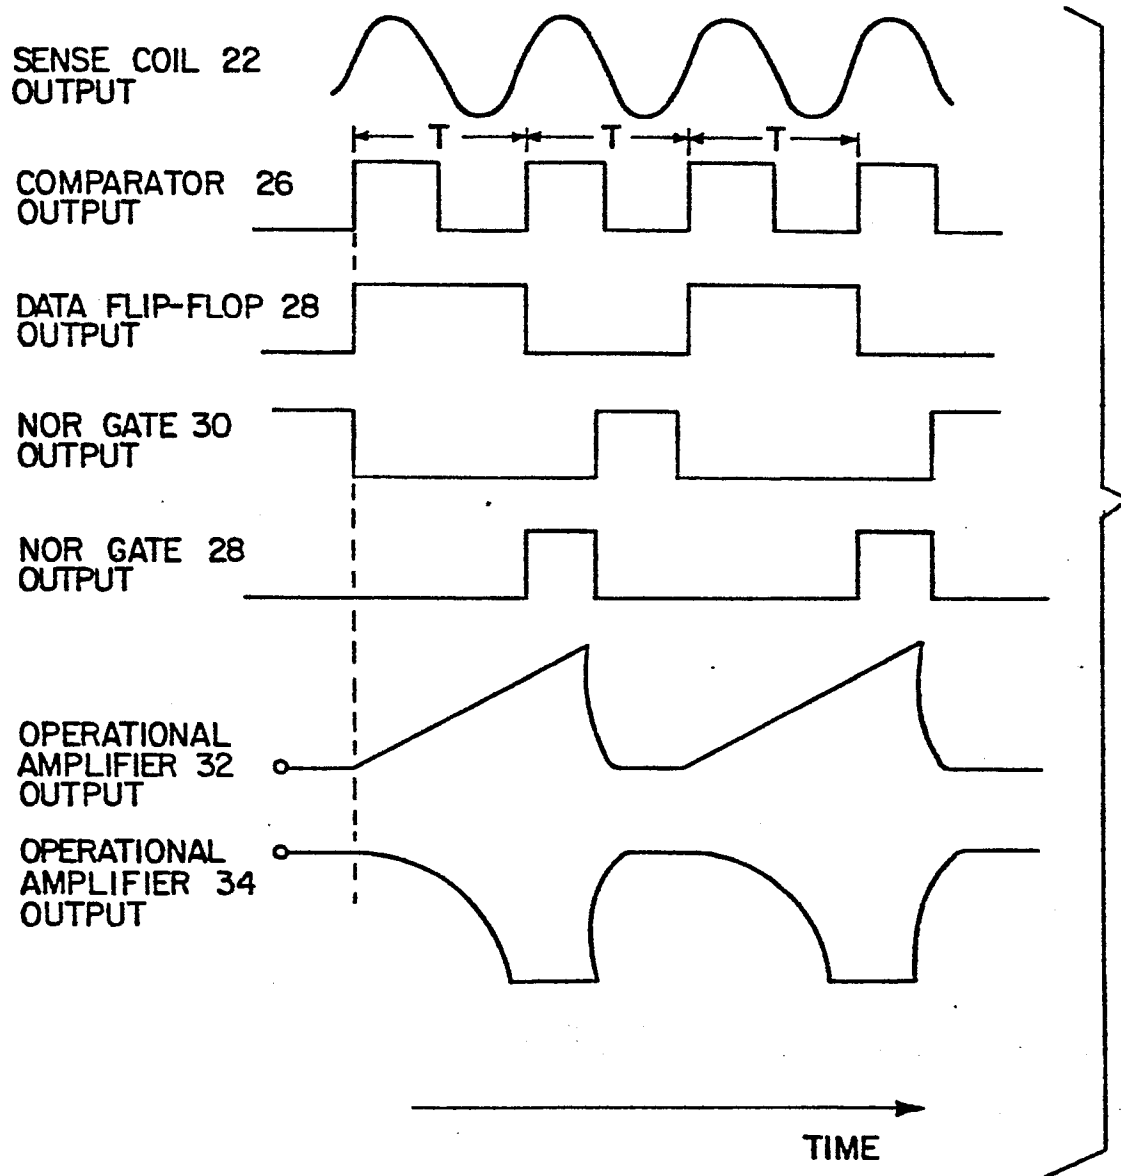 SENSE COIL 22
OUTPUT
T T T
COMPARATOR 26
OUTPUT
DATA FLIP-FLOP 28
OUTPUT
NOR GATE 30
OUTPUT
NOR GATE 28
OUTPUT
OPERATIONAL
AMPLIFIER 32
OUTPUT
OPERATIONAL
AMPLIFIER 34
OUTPUT
TIME